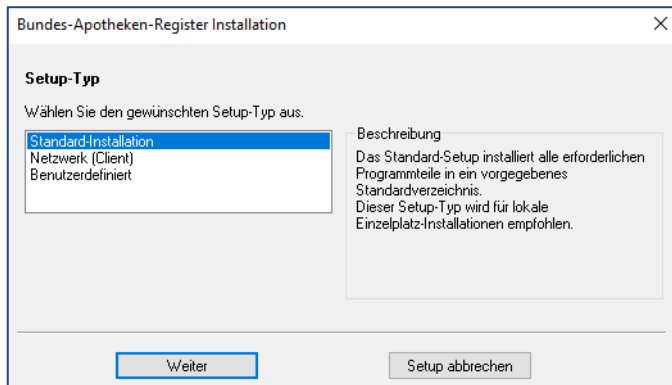 Bundes-Apotheken-Register Installation
Setup-Typ
Wählen Sie den gewünschten Setup-Typ aus.
Standard-Installation
Netzwerk (Client)
Benutzerdefiniert
Beschreibung
Das Standard-Setup installiert alle erforderlichen
Programmteile in ein vorgegebenes
Standardverzeichnis.
Dieser Setup-Typ wird für lokale
Einzelplatz-Installationen empfohlen.
Weiter
Setup abbrechen